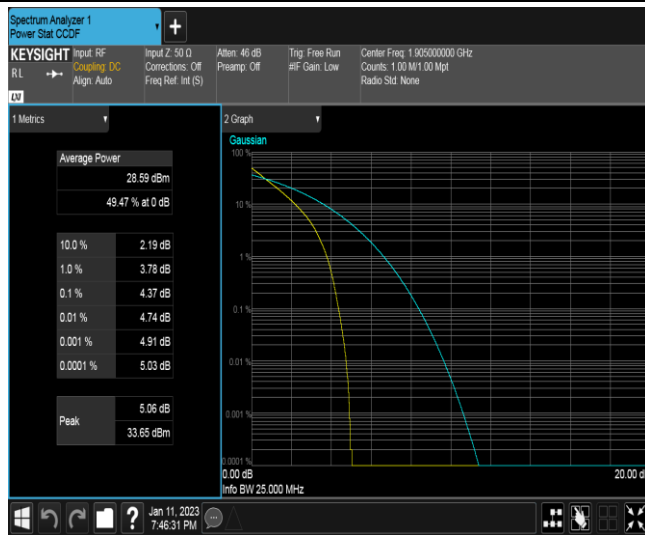 Spectrum Analyzer 1
Power Stat CCDF
+
KEYSIGHT
RL
LXI
Input: RF
Coupling: DC
Align: Auto
Input Z: 50 Ω
Corrections: Off
Freq Ref: Int (S)
Atten: 46 dB
Preamp: Off
Trig: Free Run
#IF Gain: Low
Center Freq: 1.905000000 GHz
Counts: 1.00 M/1.00 Mpt
Radio Std: None
1 Metrics
Average Power
28.59 dBm
49.47 % at 0 dB
10.0 % 2.19 dB
1.0 % 3.78 dB
0.1 % 4.37 dB
0.01 % 4.74 dB
0.001 % 4.91 dB
0.0001 % 5.03 dB
Peak
5.06 dB
33.65 dBm
2 Graph
Gaussian
100 %
10 %
1 %
0.1 %
0.01 %
0.001 %
0.0001 %
0.00 dB
20.00 d
Info BW 25.000 MHz
?
Jan 11, 2023
7:46:31 PM